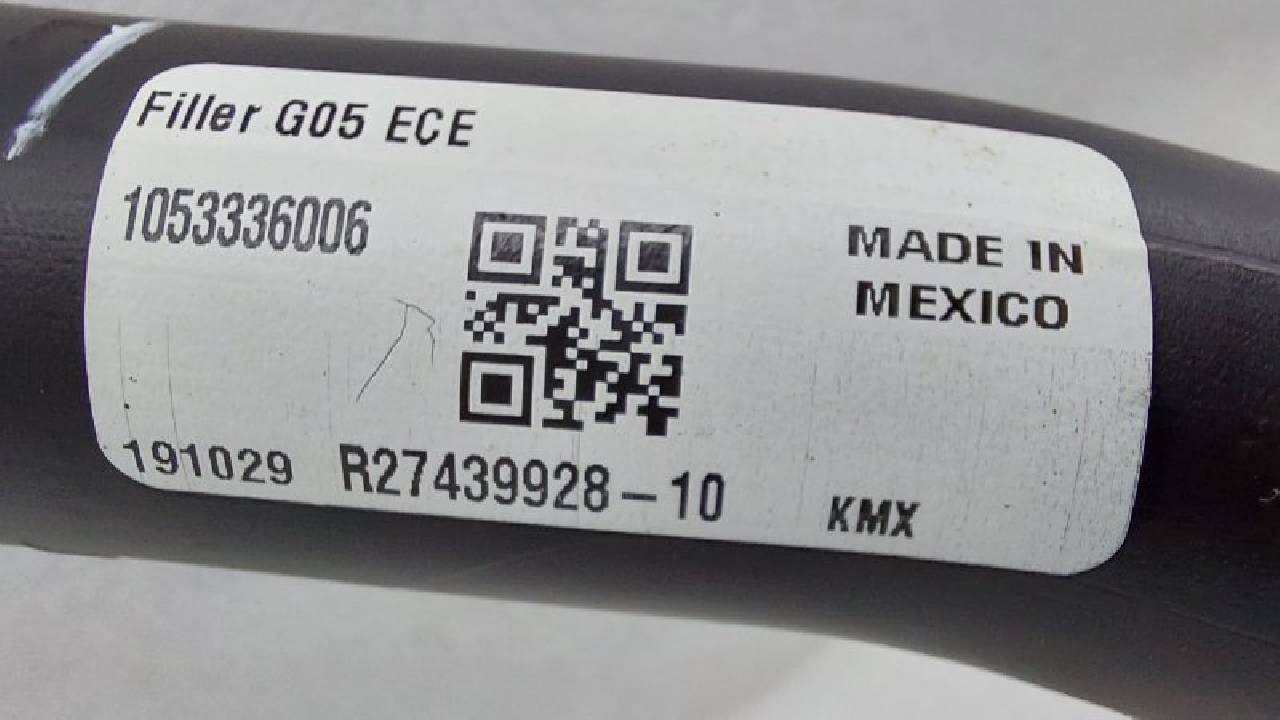 Filler G05 ECE
1053336006
MADE IN
MEXICO
191029 R27439928-10 KMX